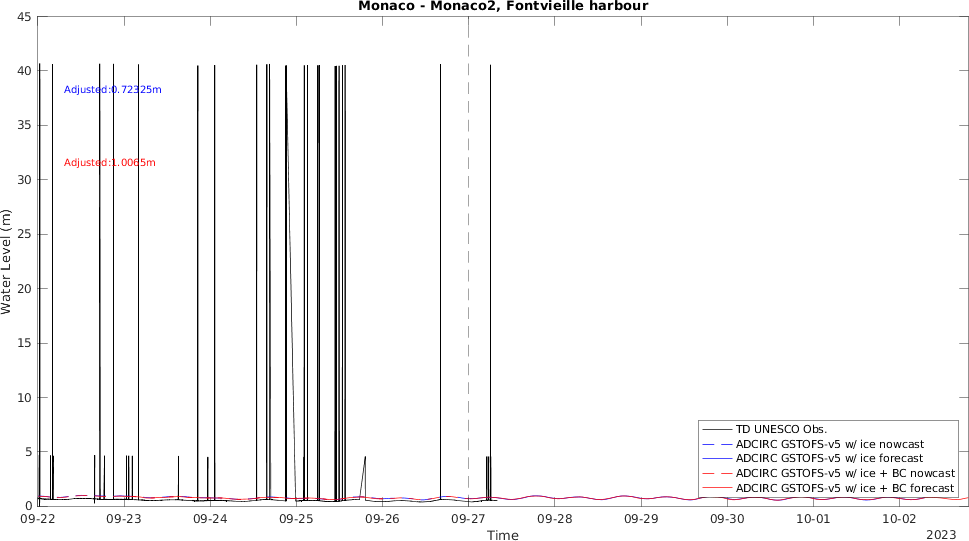 Monaco - Monaco2, Fontvieille harbour
45
40
35
30
25
20
15
10
5
0
Water Level (m)
Adjusted:0.72325m
Adjusted:1.0065m
TD UNESCO Obs.
ADCIRC GSTOFS-v5 w/ ice nowcast
ADCIRC GSTOFS-v5 w/ ice forecast
ADCIRC GSTOFS-v5 w/ ice + BC nowcast
ADCIRC GSTOFS-v5 w/ ice + BC forecast
09-22 09-23 09-24 09-25 09-26 09-27 09-28 09-29 09-30 10-01 10-02
Time
2023